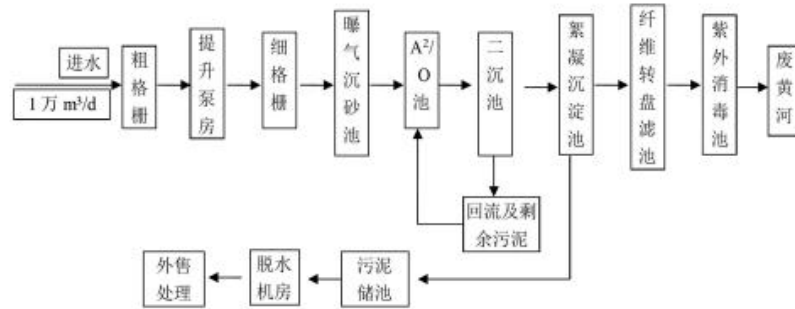 进水
1万 m³/d
粗格栅
提升泵房
细格栅
曝气沉砂池
A²/
O池
二沉池
絮凝沉淀池
纤维转盘滤池
紫外消毒池
废黄河
回流及剩
余污泥
外售
处理
脱水
机房
污泥
储池